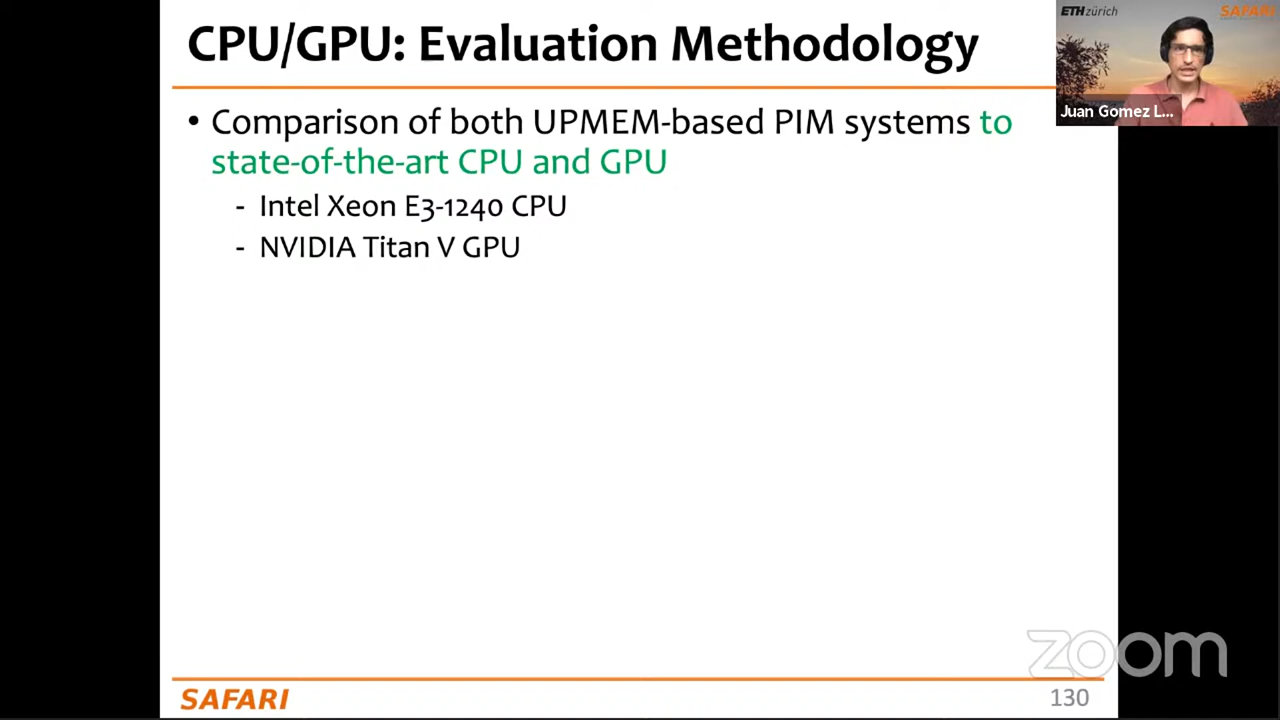 CPU/GPU: Evaluation Methodology
ETH zürich
SAFARI
Juan Gómez L...
• Comparison of both UPMEM-based PIM systems to
state-of-the-art CPU and GPU
- Intel Xeon E3-1240 CPU
- NVIDIA Titan V GPU
zoom
SAFARI
130